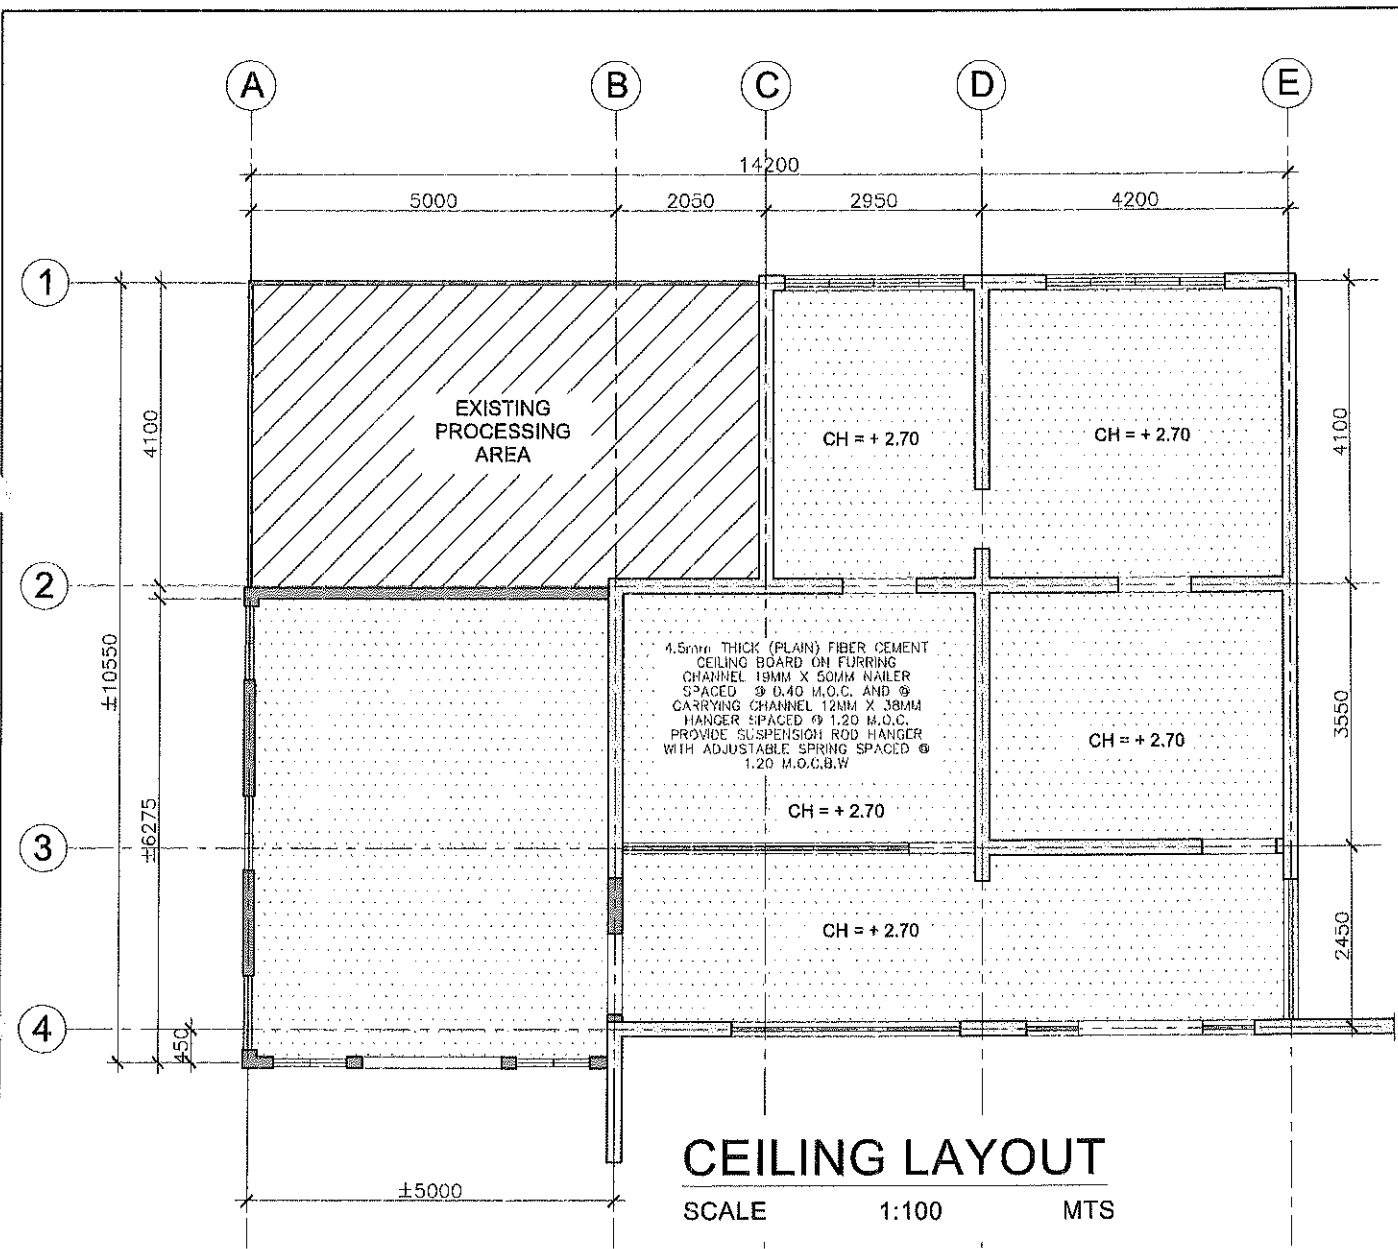 A B C D E
14200
5000 2050 2950 4200
1
2
3
4
±10550
4100
±6275
450
4100
3550
2450
EXISTING
PROCESSING
AREA
CH = + 2.70
CH = + 2.70
4.5mm THICK (PLAIN) FIBER CEMENT
CEILING BOARD ON FURRING
CHANNEL 19MM X 50MM NAILER
SPACED @ 0.40 M.O.C. AND @
CARRYING CHANNEL 12MM X 38MM
HANGER SPACED @ 1.20 M.O.C.
PROVIDE SUSPENSION ROD HANGER
WITH ADJUSTABLE SPRING SPACED @
1.20 M.O.C.B.W
CH = + 2.70
CH = + 2.70
CH = + 2.70
±5000
CEILING LAYOUT
SCALE 1:100 MTS